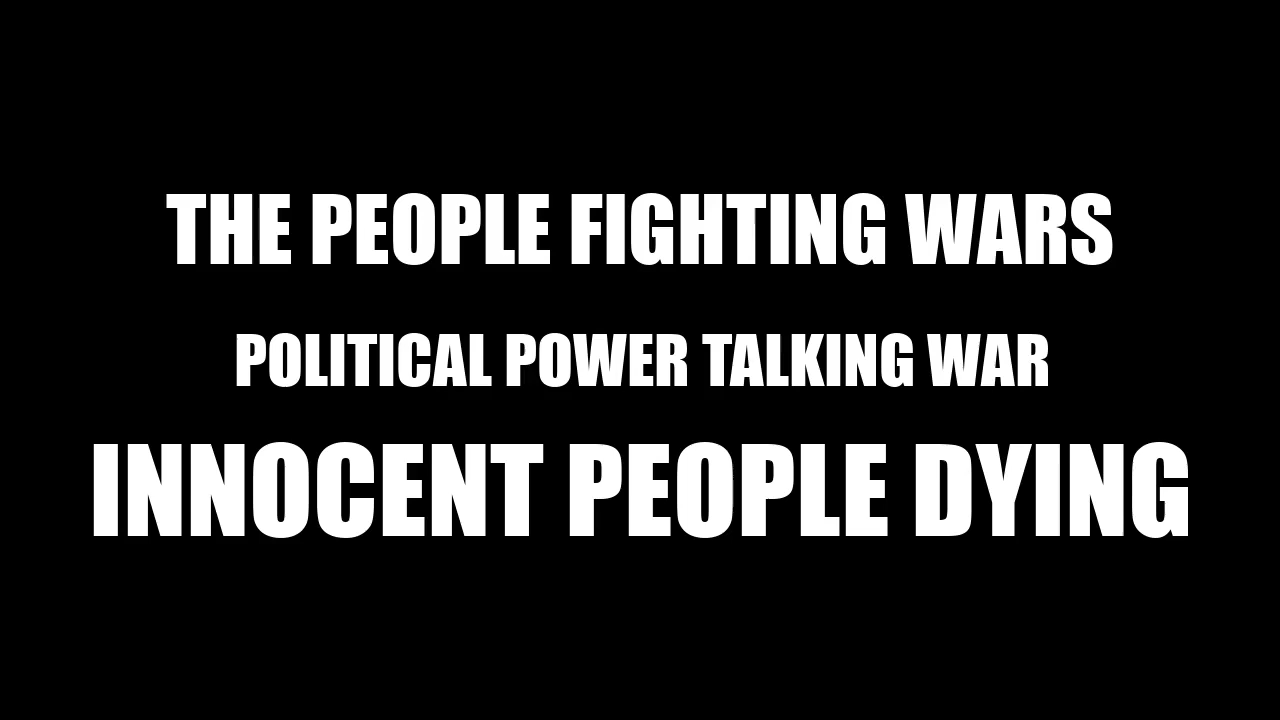 THE PEOPLE FIGHTING WARS
POLITICAL POWER TALKING WAR
INNOCENT PEOPLE DYING